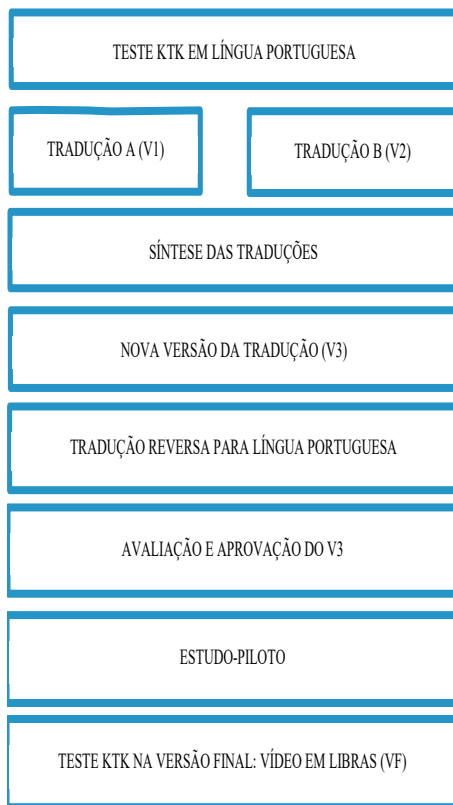 TESTE KTK EM LÍNGUA PORTUGUESA
TRADUÇÃO A (V1)
TRADUÇÃO B (V2)
SÍNTESE DAS TRADUÇÕES
NOVA VERSÃO DA TRADUÇÃO (V3)
TRADUÇÃO REVERSA PARA LÍNGUA PORTUGUESA
AVALIAÇÃO E APROVAÇÃO DO V3
ESTUDO-PILOTO
TESTE KTK NA VERSÃO FINAL: VÍDEO EM LIBRAS (VF)